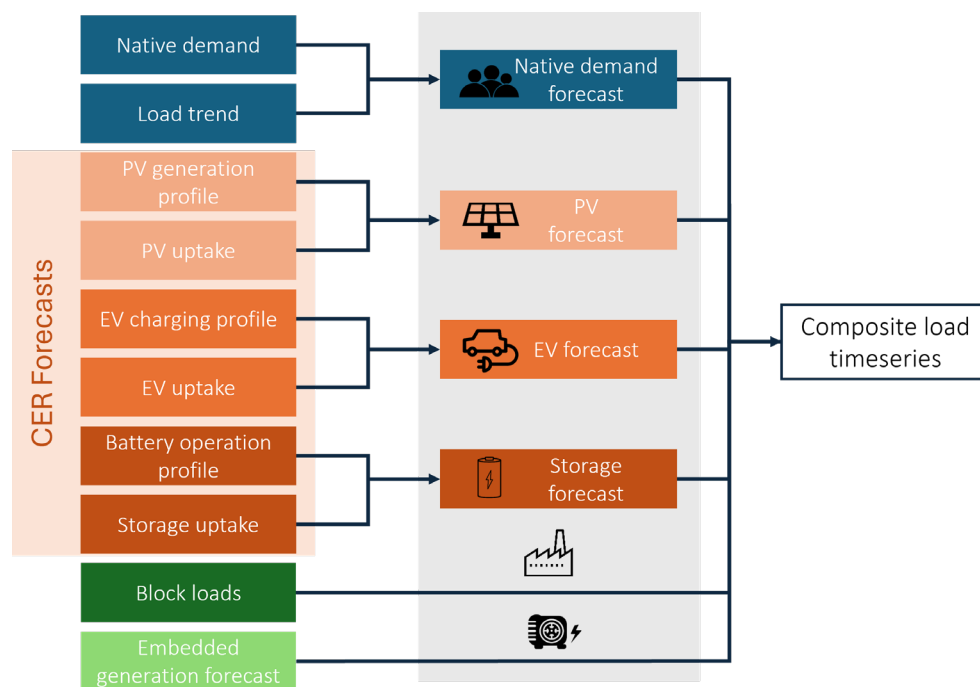 Native demand
Load trend
CER Forecasts
PV generation
profile
PV uptake
EV charging profile
EV uptake
Battery operation
profile
Storage uptake
Block loads
Embedded
generation forecast
Native demand
forecast
PV
forecast
EV forecast
Storage
forecast
Composite load
timeseries